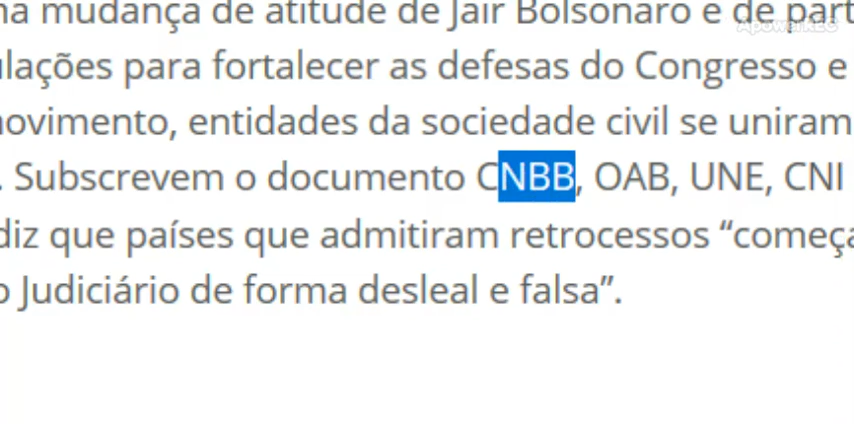 na mudança de atitude de Jair Bolsonaro e de part
ulações para fortalecer as defesas do Congresso e
novimento, entidades da sociedade civil se uniram
. Subscrevem o documento CNBB, OAB, UNE, CNI
diz que países que admitiram retrocessos “começa
o Judiciário de forma desleal e falsa”.